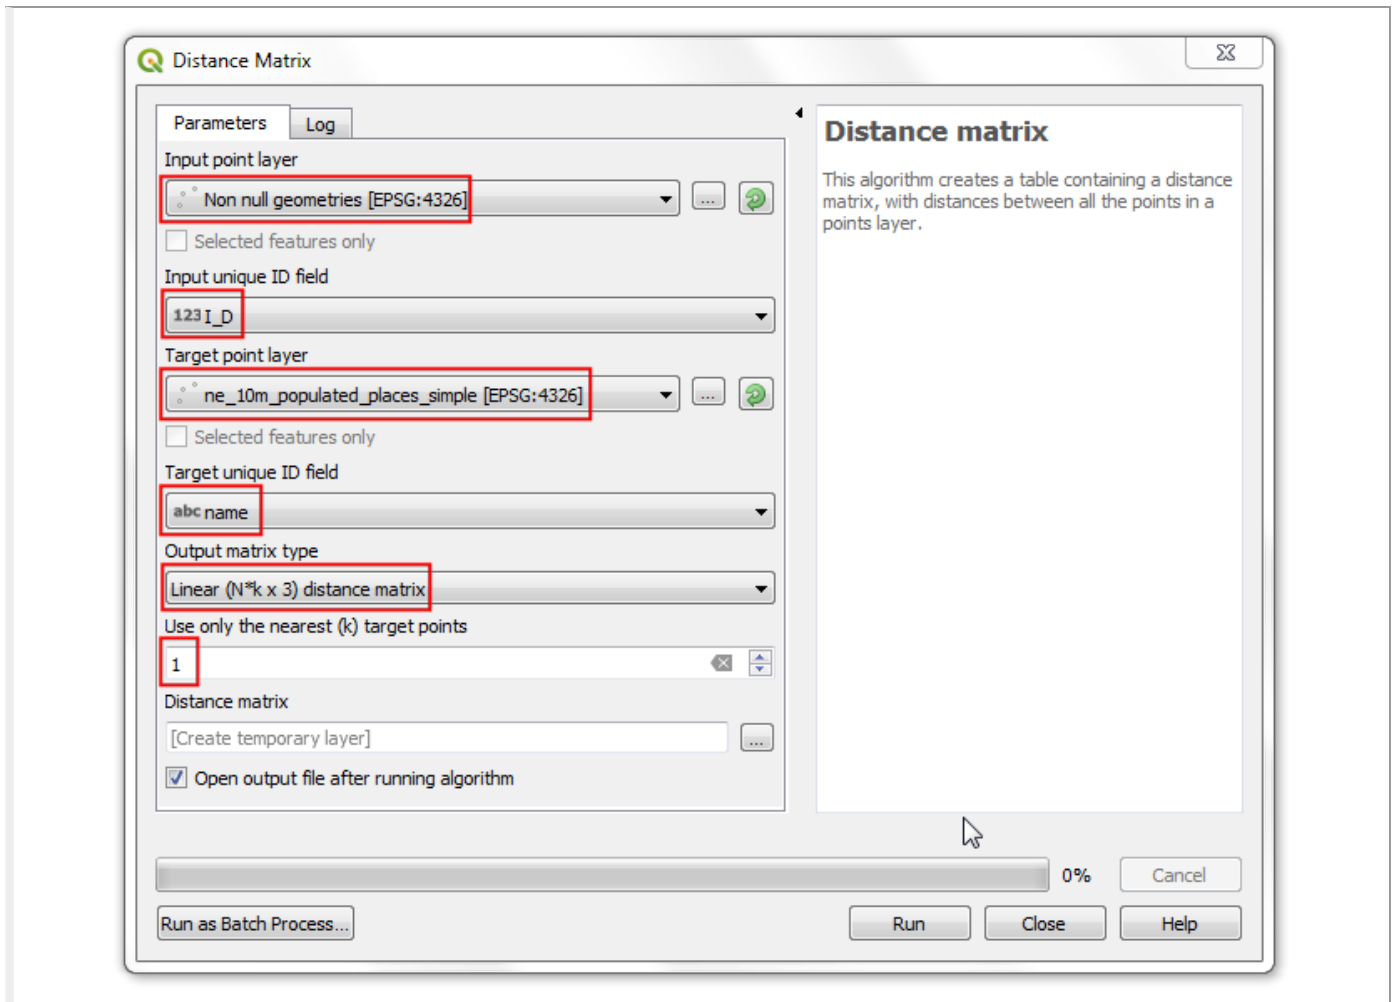 Distance Matrix
Parameters
Log
Input point layer
Non null geometries [EPSG:4326]
...
Selected features only
Input unique ID field
123 I_D
Target point layer
ne_10m_populated_places_simple [EPSG:4326]
...
Selected features only
Target unique ID field
abc name
Output matrix type
Linear (N*k x 3) distance matrix
Use only the nearest (k) target points
1
Distance matrix
[Create temporary layer]
...
Open output file after running algorithm
Distance matrix
This algorithm creates a table containing a distance
matrix, with distances between all the points in a
points layer.
0%
Cancel
Run as Batch Process...
Run
Close
Help